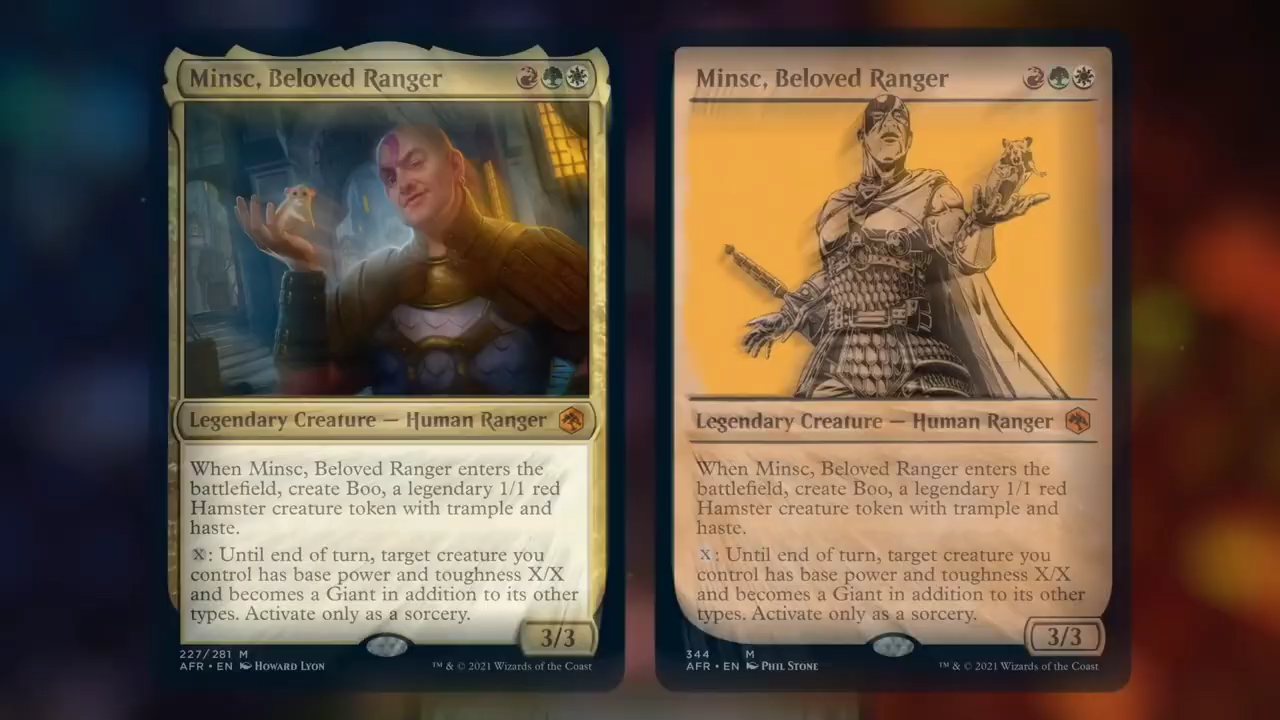 Minsc, Beloved Ranger
Legendary Creature — Human Ranger
When Minsc, Beloved Ranger enters the
battlefield, create Boo, a legendary 1/1 red
Hamster creature token with trample and
haste.
X: Until end of turn, target creature you
control has base power and toughness X/X
and becomes a Giant in addition to its other
types. Activate only as a sorcery.
3/3
227/281 M
AFR • EN Howard Lyon
™ & © 2021 Wizards of the Coast
Minsc, Beloved Ranger
Legendary Creature — Human Ranger
When Minsc, Beloved Ranger enters the
battlefield, create Boo, a legendary 1/1 red
Hamster creature token with trample and
haste.
X: Until end of turn, target creature you
control has base power and toughness X/X
and becomes a Giant in addition to its other
types. Activate only as a sorcery.
3/3
344 M
AFR • EN Phil Stone
™ & © 2021 Wizards of the Coast